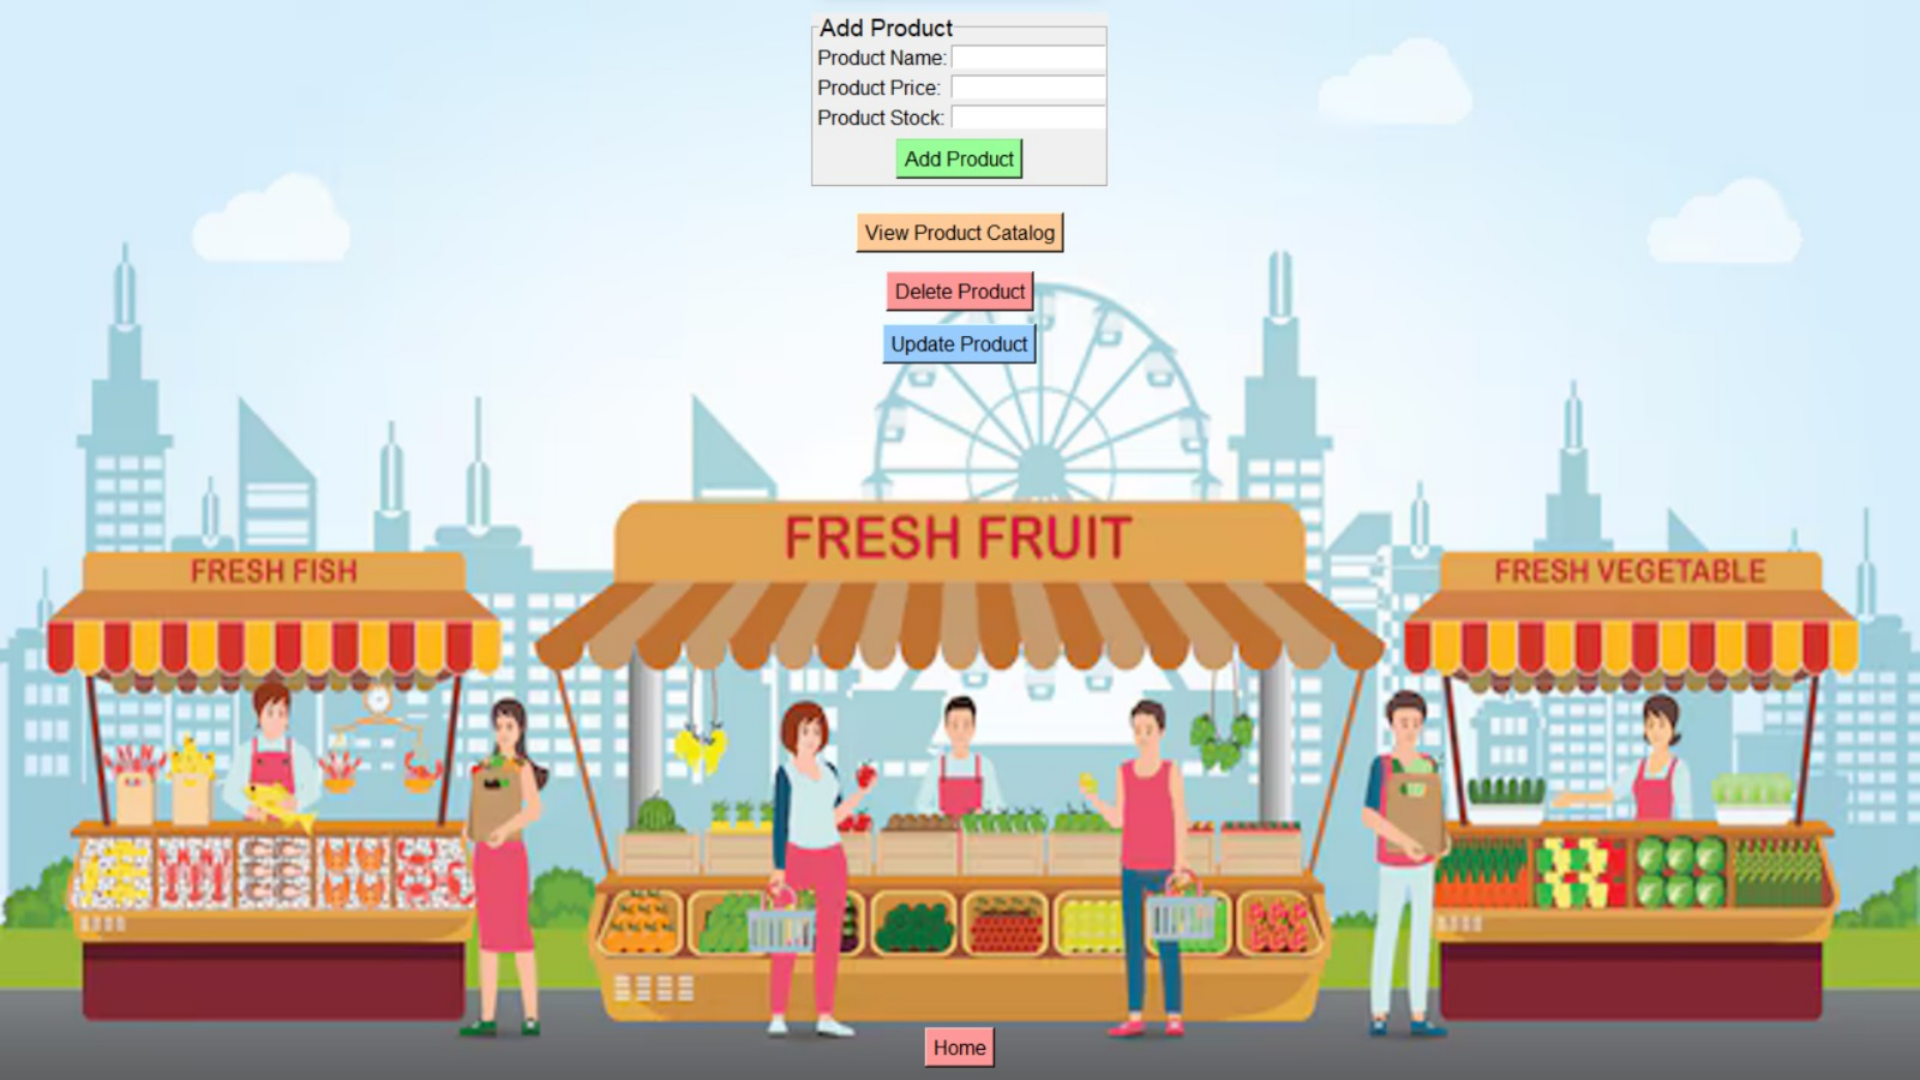 Add Product
Product Name:
Product Price:
Product Stock:
Add Product
View Product Catalog
Delete Product
Update Product
FRESH FRUIT
FRESH FISH
FRESH VEGETABLE
Home